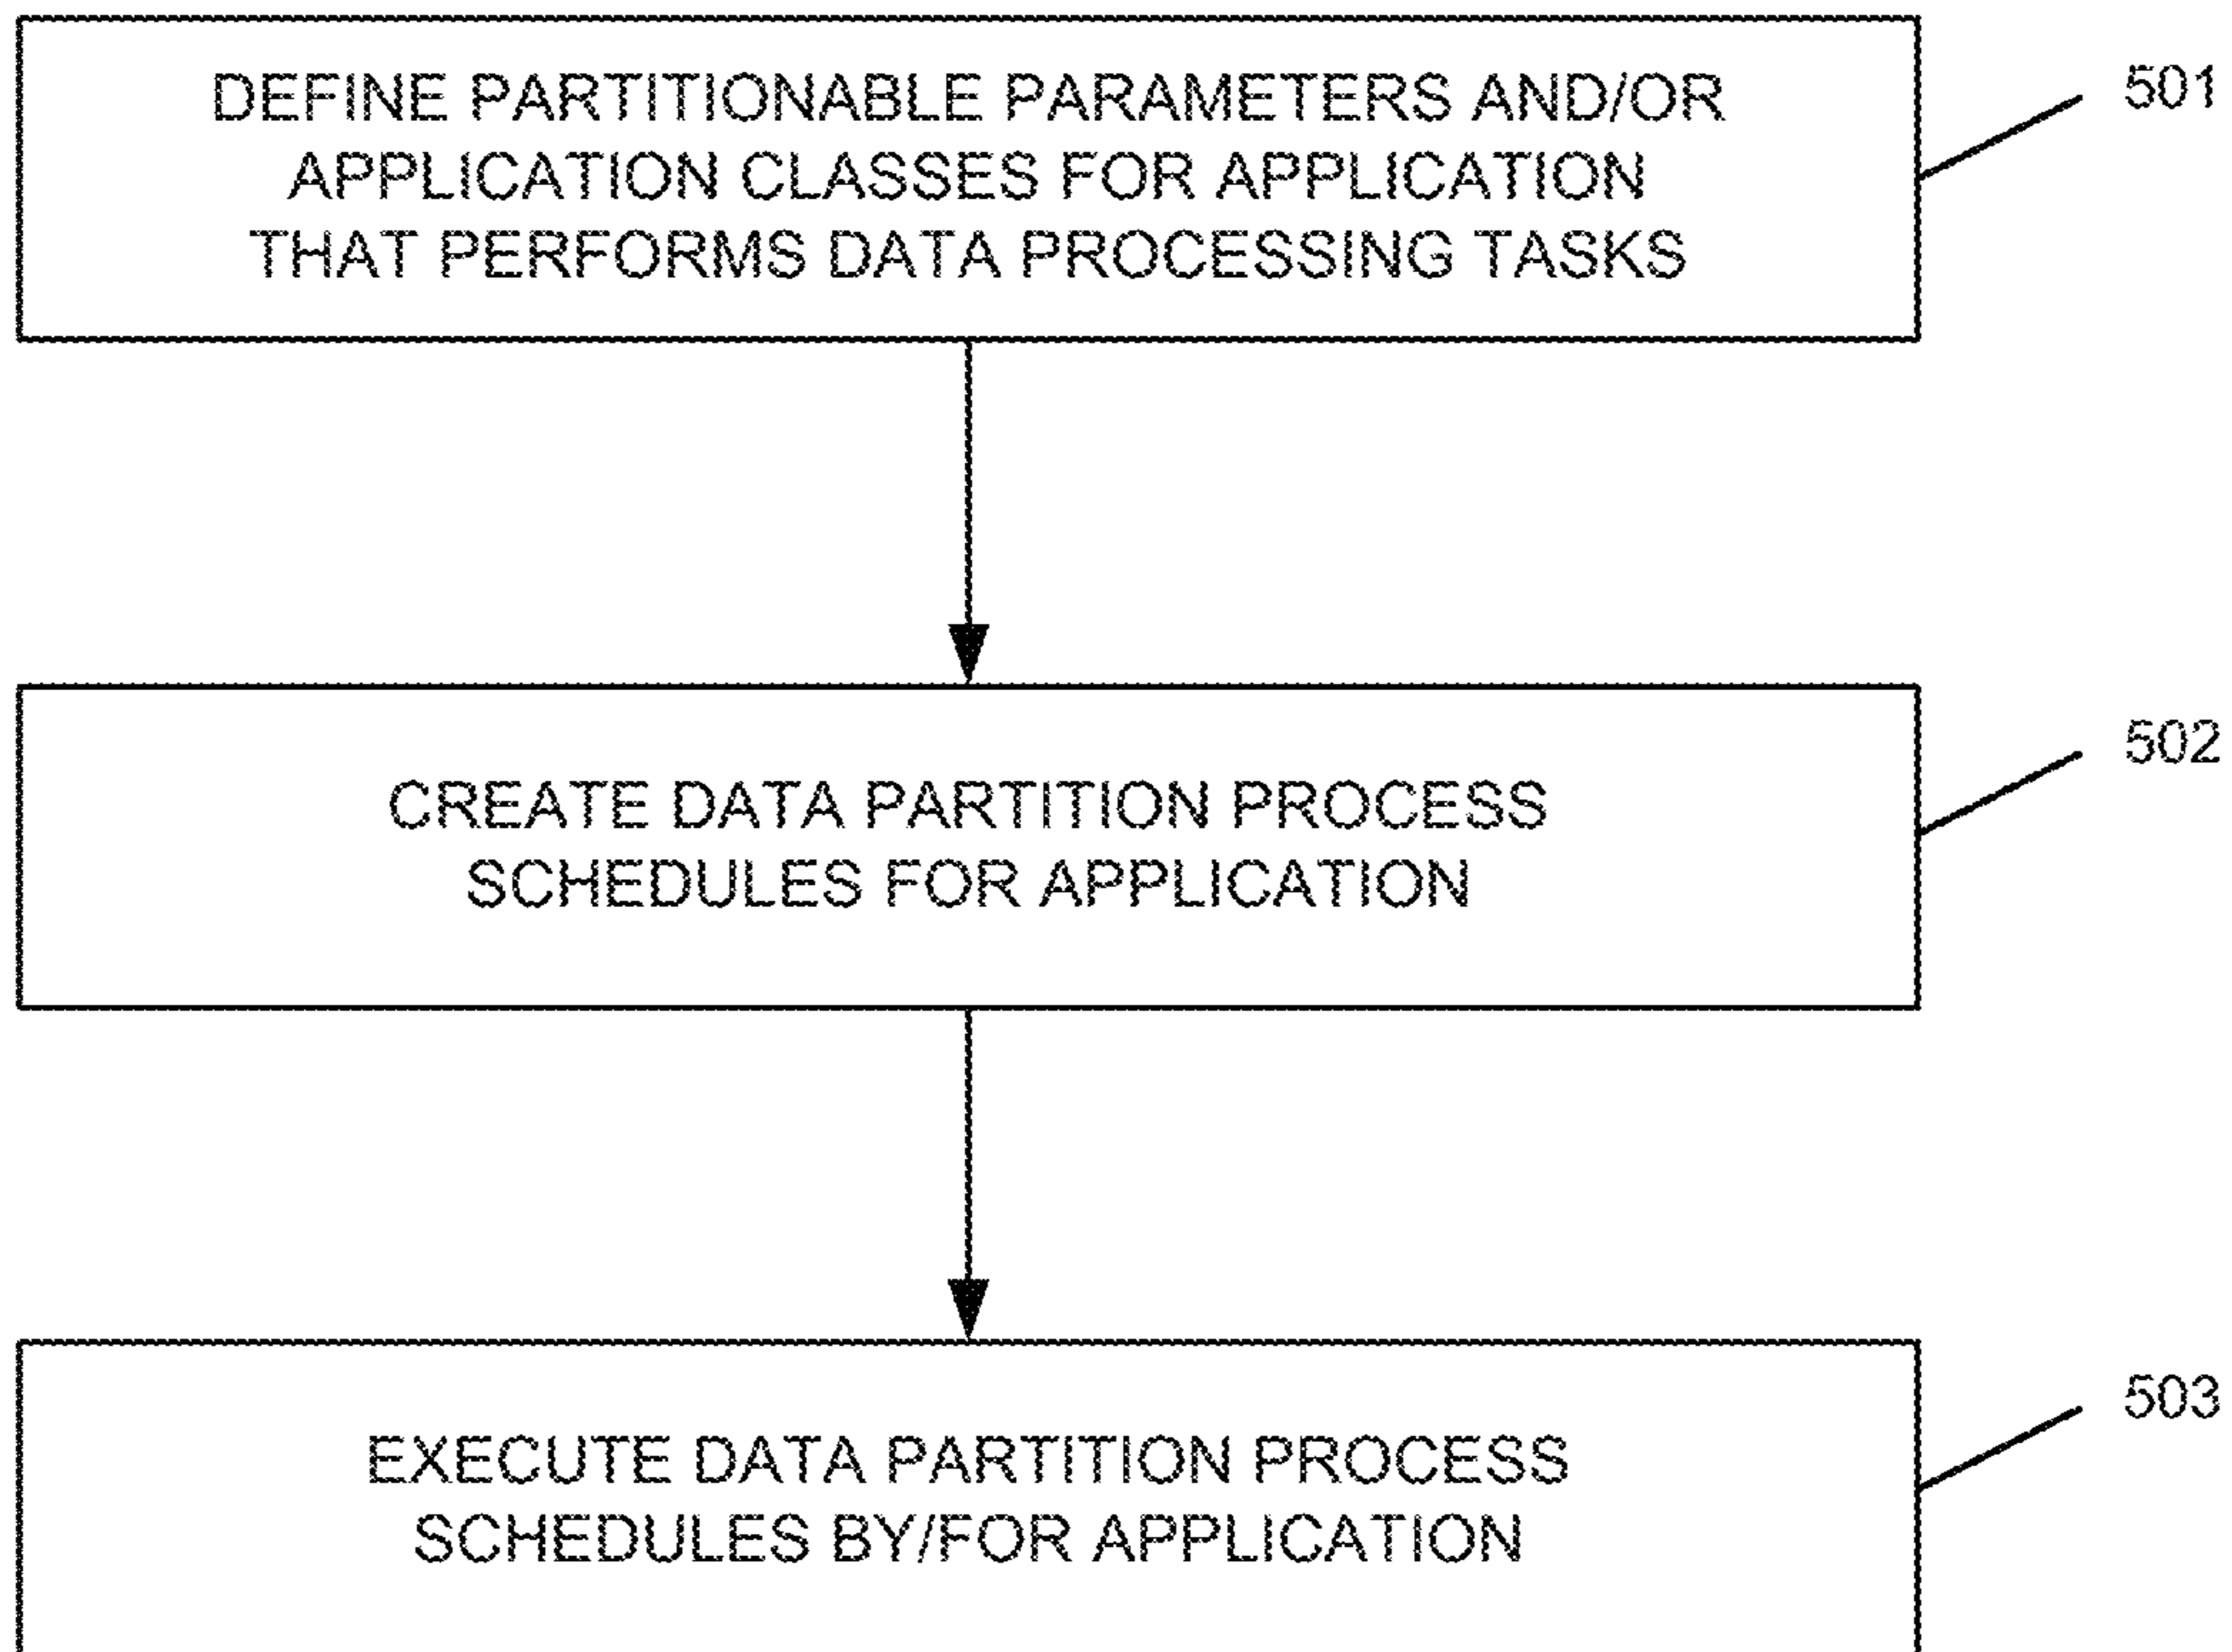 DEFINE PARTITIONABLE PARAMETERS AND/OR
APPLICATION CLASSES FOR APPLICATION
THAT PERFORMS DATA PROCESSING TASKS
501
CREATE DATA PARTITION PROCESS
SCHEDULES FOR APPLICATION
502
EXECUTE DATA PARTITION PROCESS
SCHEDULES BY/FOR APPLICATION
503